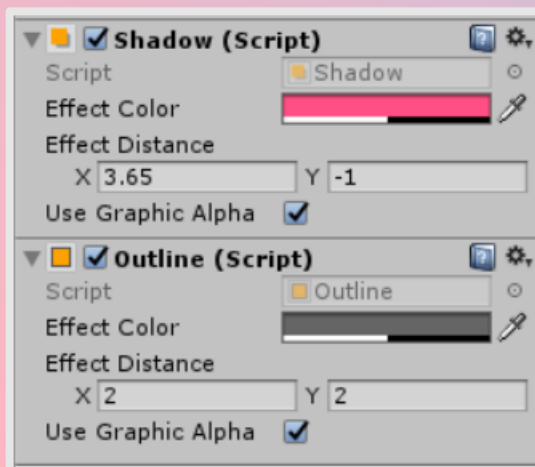 Shadow (Script)
Script Shadow
Effect Color
Effect Distance
X 3.65 Y -1
Use Graphic Alpha
Outline (Script)
Script Outline
Effect Color
Effect Distance
X 2 Y 2
Use Graphic Alpha